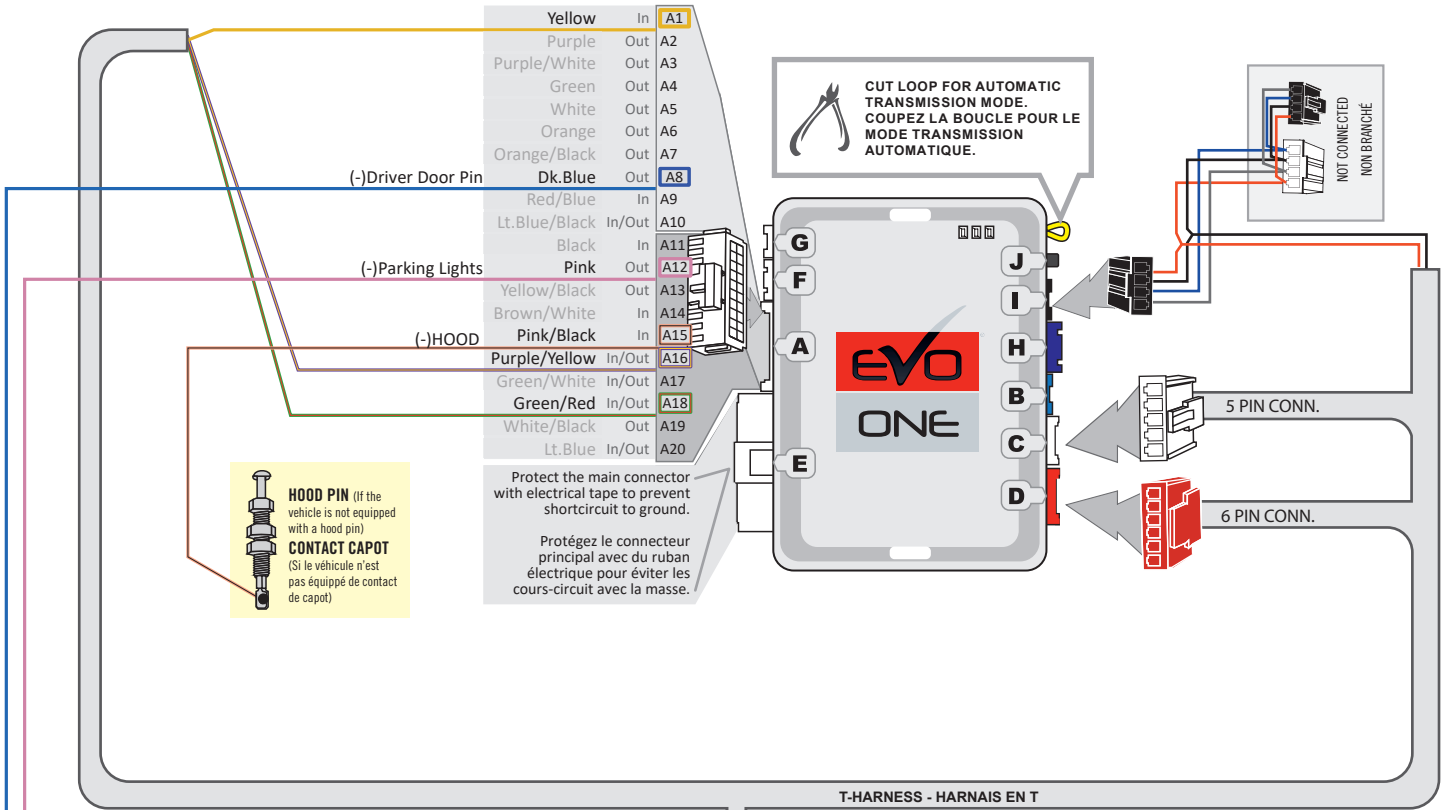 Yellow In A1
Purple Out A2
Purple/White Out A3
Green Out A4
White Out A5
Orange Out A6
Orange/Black Out A7
(-)Driver Door Pin Dk.Blue Out A8
Red/Blue In A9
Lt.Blue/Black In/Out A10
Black In A11
(-)Parking Lights Pink Out A12
Yellow/Black Out A13
Brown/White In A14
(-)HOOD Pink/Black In A15
Purple/Yellow In/Out A16
Green/White In/Out A17
Green/Red In/Out A18
White/Black Out A19
Lt.Blue In/Out A20
CUT LOOP FOR AUTOMATIC
TRANSMISSION MODE.
COUPEZ LA BOUCLE POUR LE
MODE TRANSMISSION
AUTOMATIQUE.
NOT CONNECTED
NON BRANCHÉ
G
F
A
E
J
I
H
B
C
D
EVO
ONE
5 PIN CONN.
6 PIN CONN.
Protect the main connector
with electrical tape to prevent
shortcircuit to ground.
Protégez le connecteur
principal avec du ruban
électrique pour éviter les
cours-circuit avec la masse.
HOOD PIN (If the
vehicle is not equipped
with a hood pin)
CONTACT CAPOT
(Si le véhicule n'est
pas équippé de contact
de capot)
T-HARNESS - HARNAIS EN T